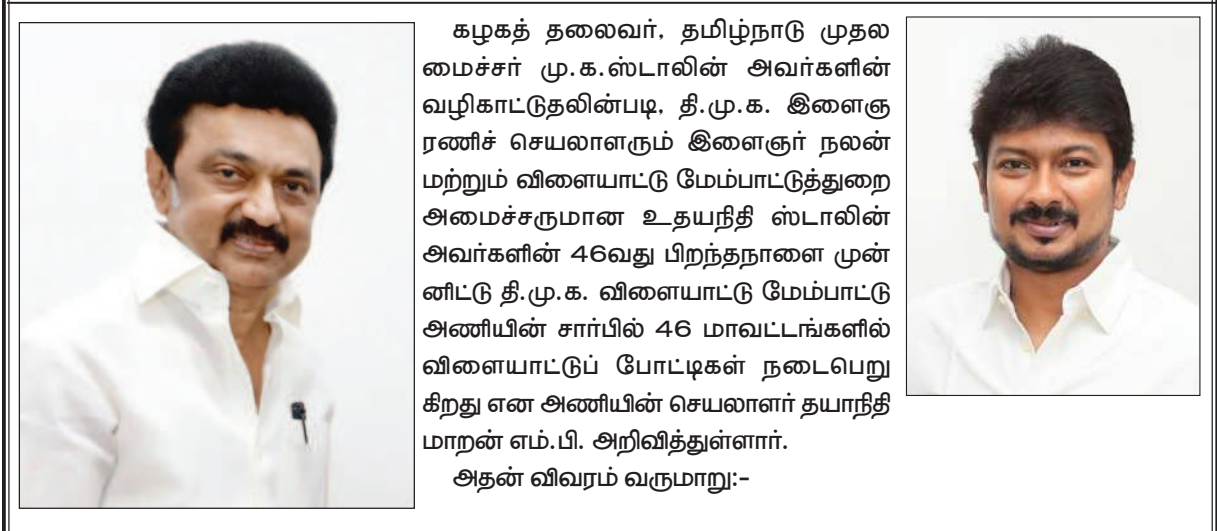 கழகத் தலைவர், தமிழ்நாடு முதல
மைச்சர் மு.க.ஸ்டாலின் அவர்களின்
வழிகாட்டுதலின்படி, தி.மு.க. இளைஞ
ரணிச் செயலாளரும் இளைஞர் நலன்
மற்றும் விளையாட்டு மேம்பாட்டுத்துறை
அமைச்சருமான உதயநிதி ஸ்டாலின்
அவர்களின் 46வது பிறந்தநாளை முன்
னிட்டு தி.மு.க. விளையாட்டு மேம்பாட்டு
அணியின் சார்பில் 46 மாவட்டங்களில்
விளையாட்டுப் போட்டிகள் நடைபெறு
கிறது என அணியின் செயலாளர் தயாநிதி
மாறன் எம்.பி. அறிவித்துள்ளார்.
அதன் விவரம் வருமாறு:-